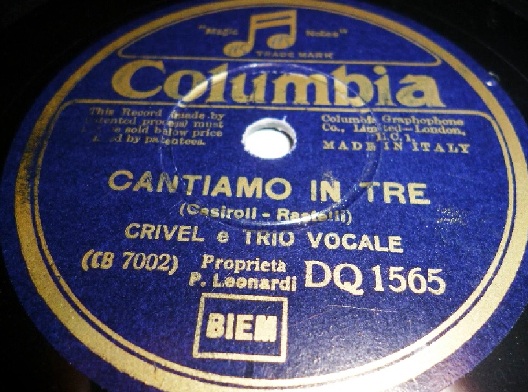 "Magic Notes"
TRADE MARK
Columbia
This Record made by
patented process must
sold below price
by patentees.
Columbia Graphophone
Co., Limited-London,
E.C.1
MADE IN ITALY
CANTIAMO IN TRE
(Casiroli - Rastelli)
CRIVEL e TRIO VOCALE
(CB 7002) Proprietà P. Leonardi DQ 1565
BIEM